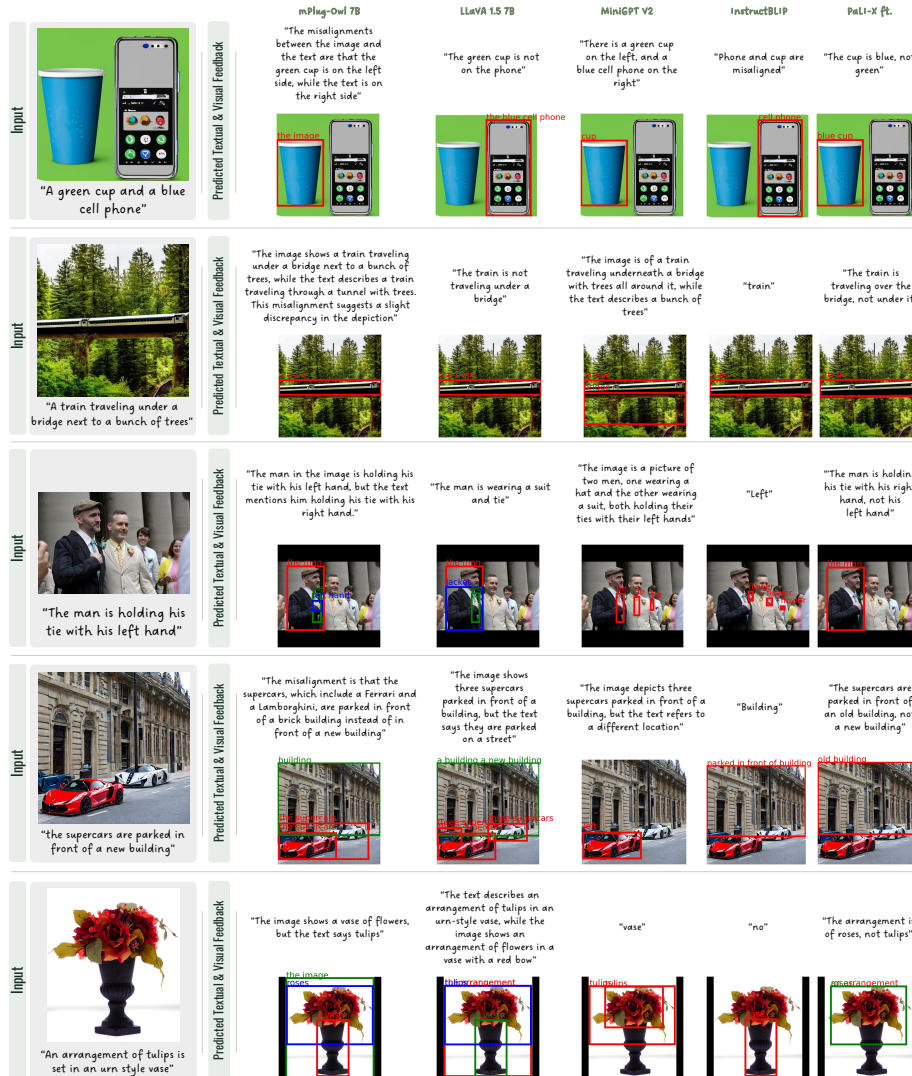 mPlug-Owl 7B
LLaVA 1.5 7B
MiniGPT V2
InstructBLIP
PaLI-X ft.
Input
"A green cup and a blue
cell phone"
Predicted Textual & Visual Feedback
"The misalignments
between the image and
the text are that the
green cup is on the left
side, while the text is on
the right side"
the image
"The green cup is not
on the phone"
the blue cell phone
"There is a green cup
on the left, and a
blue cell phone on the
right"
cup
"Phone and cup are
misaligned"
cell phone
"The cup is blue, not
green"
blue cup
Input
"A train traveling under a
bridge next to a bunch of trees"
Predicted Textual & Visual Feedback
"The image shows a train traveling
under a bridge next to a bunch of
trees, while the text describes a train
traveling through a tunnel with trees.
This misalignment suggests a slight
discrepancy in the depiction"
"The train is not
traveling under a
bridge"
"The image is of a train
traveling underneath a bridge
with trees all around it, while
the text describes a bunch of
trees"
"train"
"The train is
traveling over the
bridge, not under it
Input
"The man is holding his
tie with his left hand"
Predicted Textual & Visual Feedback
"The man in the image is holding his
tie with his left hand, but the text
mentions him holding his tie with his
right hand."
the man
"The man is wearing a suit
and tie"
jacket
"The image is a picture of
two men, one wearing a
hat and the other wearing
a suit, both holding their
ties with their left hands"
"Left"
"The man is holding
his tie with his right
hand, not his
left hand"
the man
Input
"the supercars are parked in
front of a new building"
Predicted Textual & Visual Feedback
"The misalignment is that the
supercars, which include a Ferrari and
a Lamborghini, are parked in front
of a brick building instead of in
front of a new building"
building
"The image shows
three supercars
parked in front of a
building, but the text
says they are parked
on a street"
a building a new building
"The image depicts three
supercars parked in front of a
building, but the text refers to
a different location"
"Building"
parked in front of building
"The supercars are
parked in front of
an old building, not
a new building"
old building
Input
"An arrangement of tulips is
set in an urn style vase"
Predicted Textual & Visual Feedback
"The image shows a vase of flowers,
but the text says tulips"
the image
roses
"The text describes an
arrangement of tulips in an
urn-style vase, while the
image shows an
arrangement of flowers in a
vase with a red bow"
"vase"
"no"
"The arrangement is
of roses, not tulips"